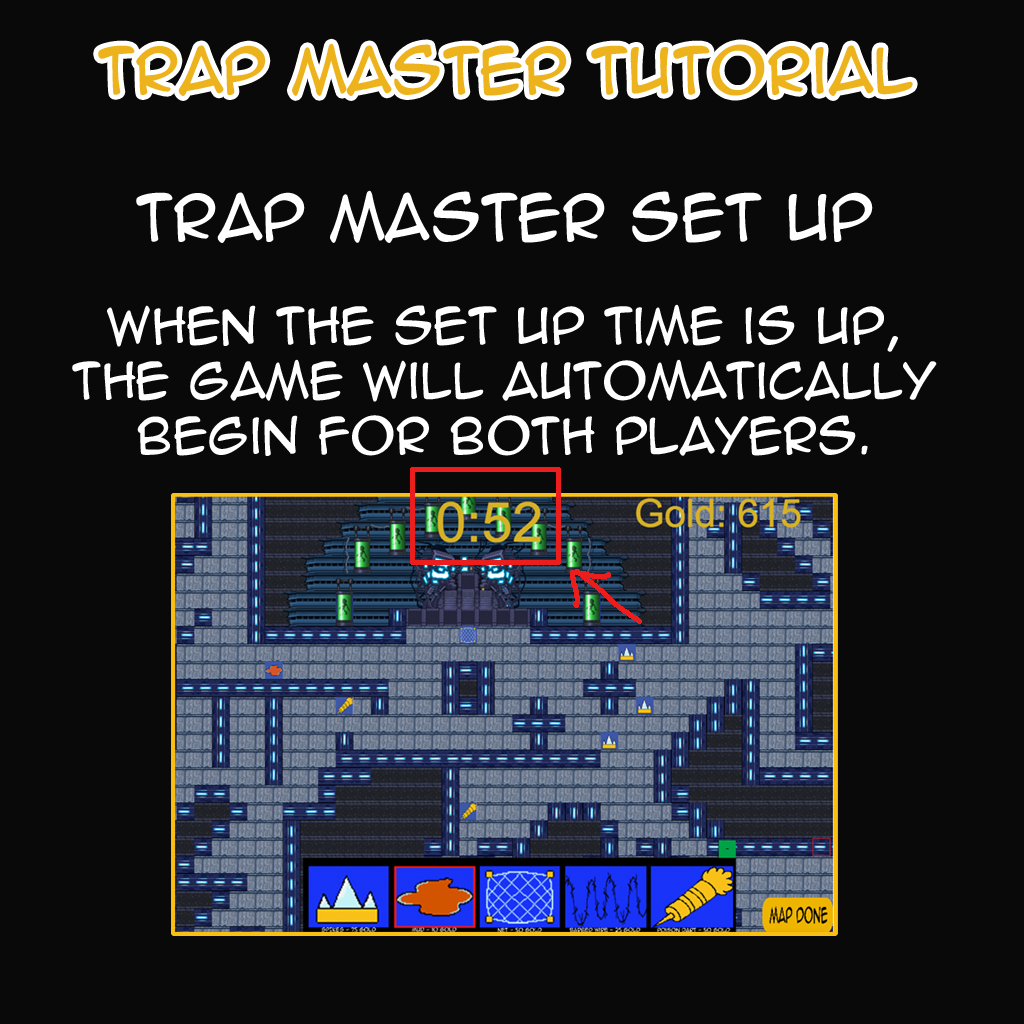 TRAP MASTER TUTORIAL
TRAP MASTER SET UP
WHEN THE SET UP TIME IS UP,
THE GAME WILL AUTOMATICALLY
BEGIN FOR BOTH PLAYERS.
0:52
Gold: 615
MAP DONE